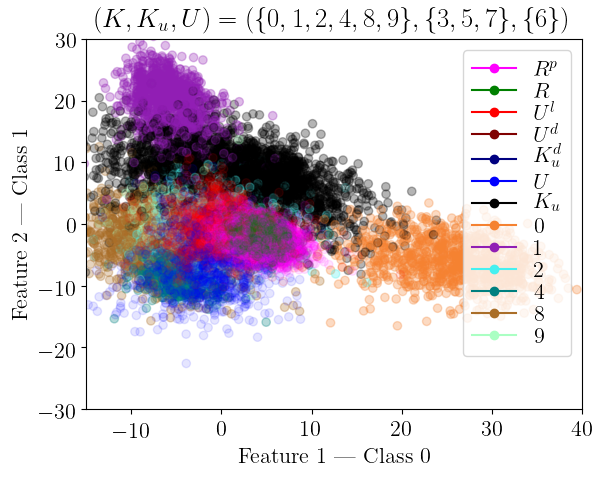 (K, K_u, U) = ({0, 1, 2, 4, 8, 9}, {3, 5, 7}, {6})
30
20
10
0
−10
−20
−30
Feature 2 — Class 1
R^p
R
U^l
U^d
K_u^d
U
K_u
0
1
2
4
8
9
−10 0 10 20 30 40
Feature 1 — Class 0